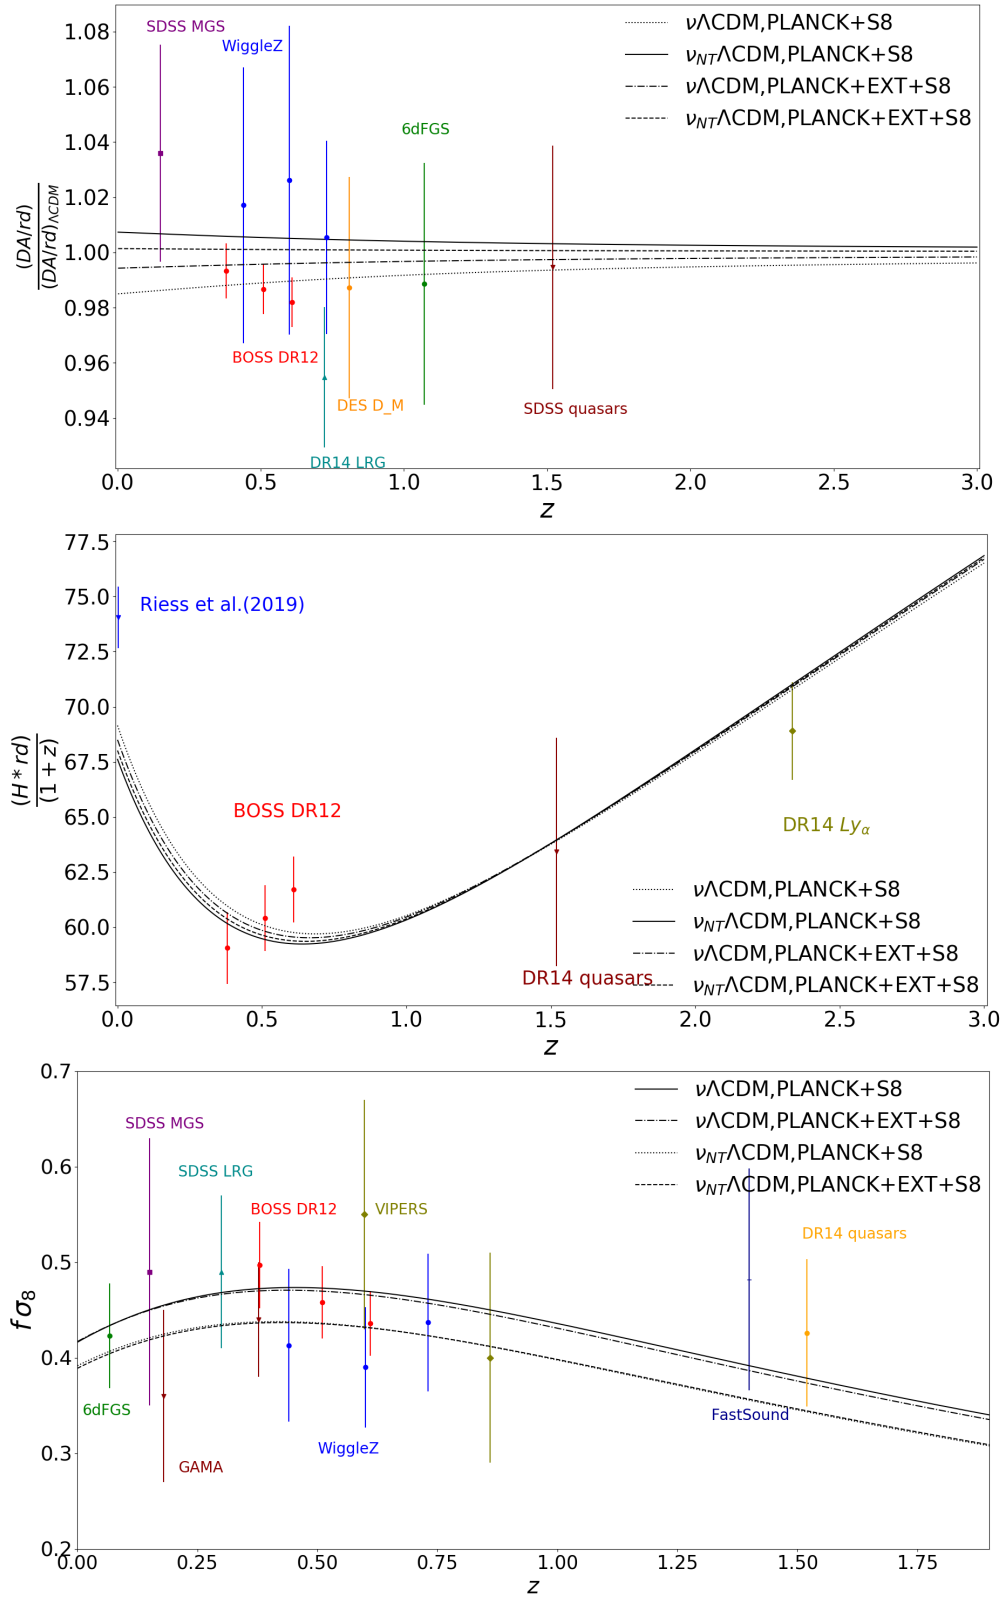 SDSS MGS
WiggleZ
6dFGS
BOSS DR12
DES D_M
DR14 LRG
SDSS quasars
νΛCDM,PLANCK+S8
ν_NTΛCDM,PLANCK+S8
νΛCDM,PLANCK+EXT+S8
ν_NTΛCDM,PLANCK+EXT+S8
1.08
1.06
1.04
1.02
1.00
0.98
0.96
0.94
(DA/rd)
(DA/rd)ΛCDM
0.0 0.5 1.0 1.5 2.0 2.5 3.0
z
77.5
75.0
72.5
70.0
67.5
65.0
62.5
60.0
57.5
(H * rd)
(1 + z)
Riess et al.(2019)
BOSS DR12
DR14 quasars
DR14 Lyα
νΛCDM,PLANCK+S8
ν_NTΛCDM,PLANCK+S8
νΛCDM,PLANCK+EXT+S8
ν_NTΛCDM,PLANCK+EXT+S8
0.0 0.5 1.0 1.5 2.0 2.5 3.0
z
0.7
0.6
0.5
0.4
0.3
0.2
fσ8
SDSS MGS
SDSS LRG
BOSS DR12
VIPERS
DR14 quasars
6dFGS
GAMA
WiggleZ
FastSound
νΛCDM,PLANCK+S8
νΛCDM,PLANCK+EXT+S8
ν_NTΛCDM,PLANCK+S8
ν_NTΛCDM,PLANCK+EXT+S8
0.00 0.25 0.50 0.75 1.00 1.25 1.50 1.75
z